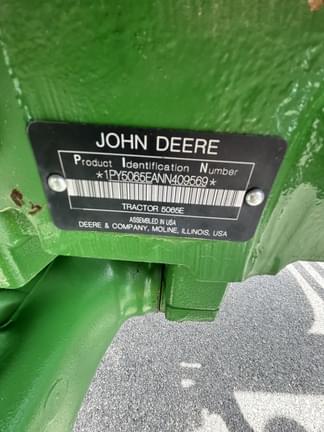 JOHN DEERE
Product Identification Number
*1PY5065EANN409569*
TRACTOR 5065E
ASSEMBLED IN USA
DEERE & COMPANY, MOLINE, ILLINOIS, USA